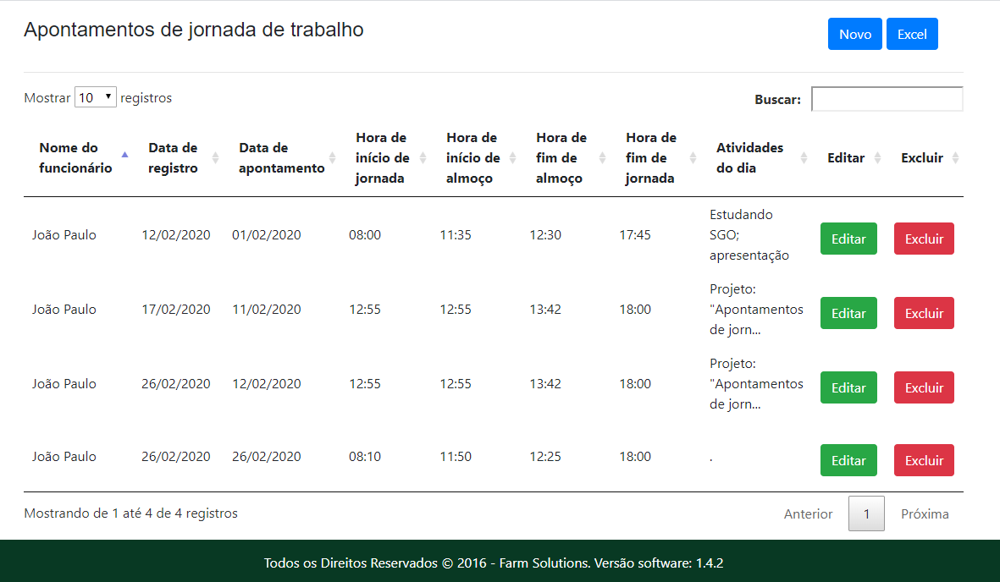 Apontamentos de jornada de trabalho
Novo Excel
Mostrar 10 registros
Buscar:
Nome do funcionário
Data de registro
Data de apontamento
Hora de início de jornada
Hora de início de almoço
Hora de fim de almoço
Hora de fim de jornada
Atividades do dia
Editar
Excluir
João Paulo 12/02/2020 01/02/2020 08:00 11:35 12:30 17:45 Estudando SGO; apresentação Editar Excluir
João Paulo 17/02/2020 11/02/2020 12:55 12:55 13:42 18:00 Projeto: "Apontamentos de jorn... Editar Excluir
João Paulo 26/02/2020 12/02/2020 12:55 12:55 13:42 18:00 Projeto: "Apontamentos de jorn... Editar Excluir
João Paulo 26/02/2020 26/02/2020 08:10 11:50 12:25 18:00 . Editar Excluir
Mostrando de 1 até 4 de 4 registros
Anterior 1 Próxima
Todos os Direitos Reservados © 2016 - Farm Solutions. Versão software: 1.4.2